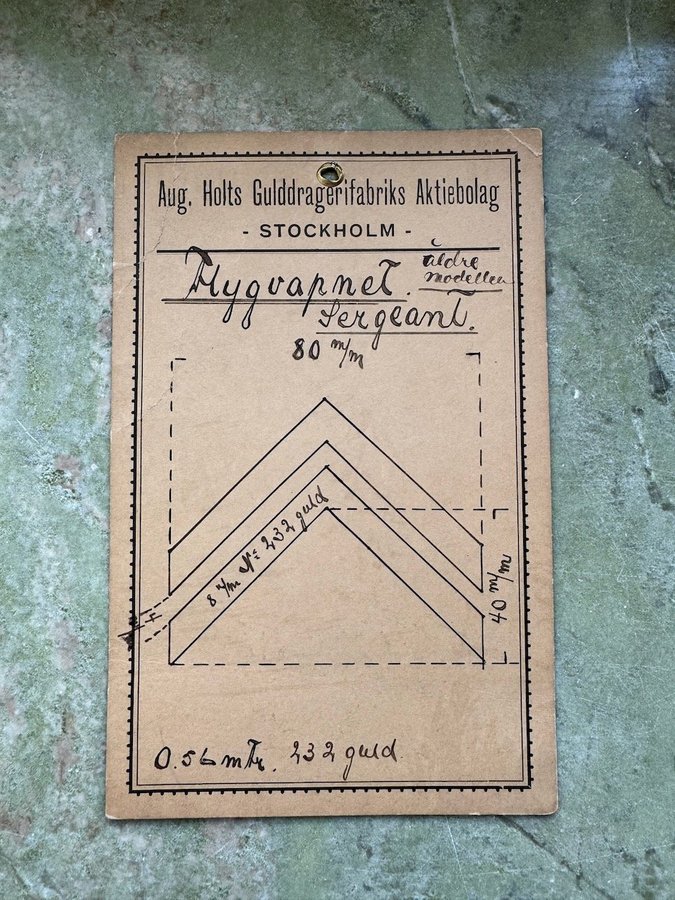 Aug. Holts Gulddragerifabriks Aktiebolag
- STOCKHOLM -
Flygvapnet.
äldre
modellen
Sergeant.
80 m/m
8 m/m No 232 guld
40 m/m
0.56 mtr. 232 guld